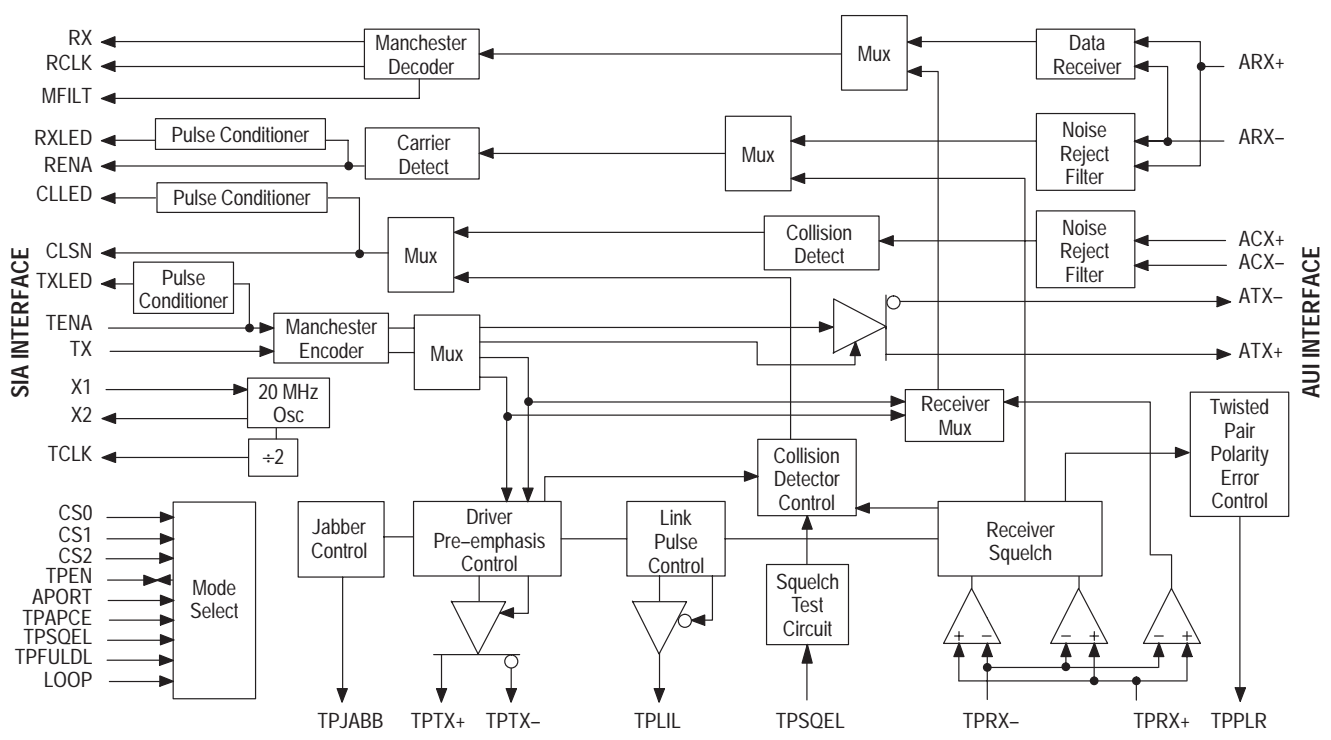 RX
RCLK
MFILT
RXLED
RENA
CLLED
CLSN
TXLED
TENA
TX
X1
X2
TCLK
CS0
CS1
CS2
TPEN
APORT
TPAPCE
TPSQEL
TPFULDL
LOOP
SIA INTERFACE
Manchester
Decoder
Mux
Data
Receiver
ARX+
Pulse Conditioner
Carrier
Detect
Mux
Noise
Reject
Filter
ARX–
Pulse Conditioner
Mux
Collision
Detect
Noise
Reject
Filter
ACX+
ACX–
Pulse
Conditioner
ATX–
Manchester
Encoder
Mux
ATX+
AUI INTERFACE
20 MHz
Osc
÷2
Receiver
Mux
Twisted
Pair
Polarity
Error
Control
Collision
Detector
Control
Mode
Select
Jabber
Control
Driver
Pre–emphasis
Control
Link
Pulse
Control
Squelch
Test
Circuit
Receiver
Squelch
+ –
– +
– +
TPJABB
TPTX+
TPTX–
TPLIL
TPSQEL
TPRX–
TPRX+
TPPLR